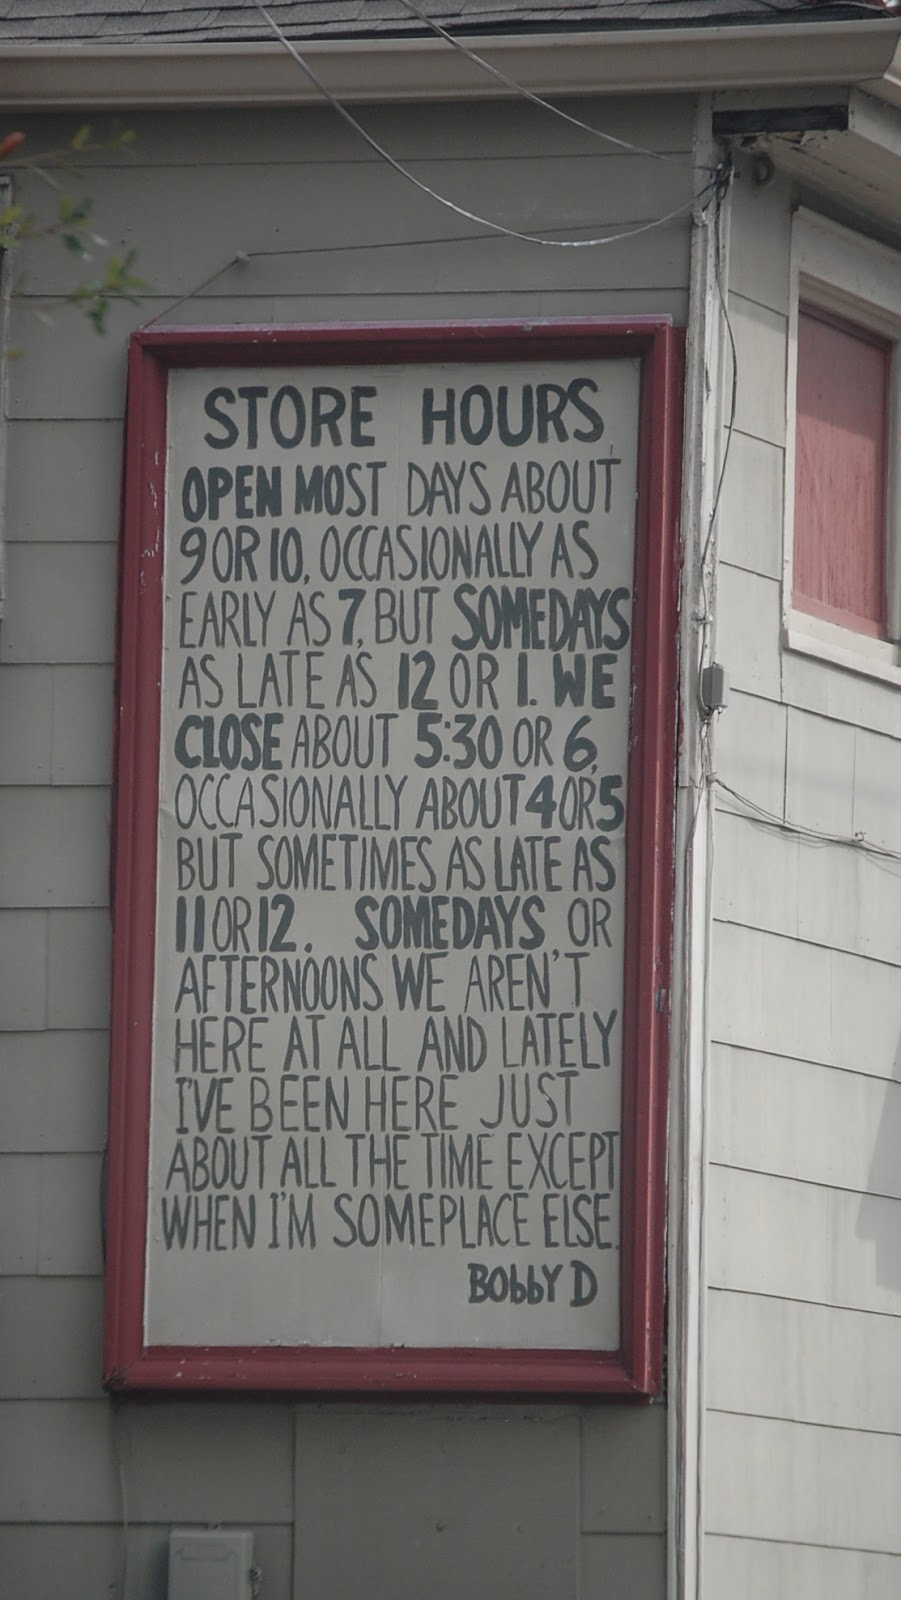 STORE HOURS
OPEN MOST DAYS ABOUT
9 OR 10, OCCASIONALLY AS
EARLY AS 7, BUT SOMEDAYS
AS LATE AS 12 OR 1. WE
CLOSE ABOUT 5:30 OR 6,
OCCASIONALLY ABOUT 4 OR 5
BUT SOMETIMES AS LATE AS
11 OR 12. SOMEDAYS OR
AFTERNOONS WE AREN'T
HERE AT ALL AND LATELY
I'VE BEEN HERE JUST
ABOUT ALL THE TIME EXCEPT
WHEN I'M SOMEPLACE ELSE.
BObbY D